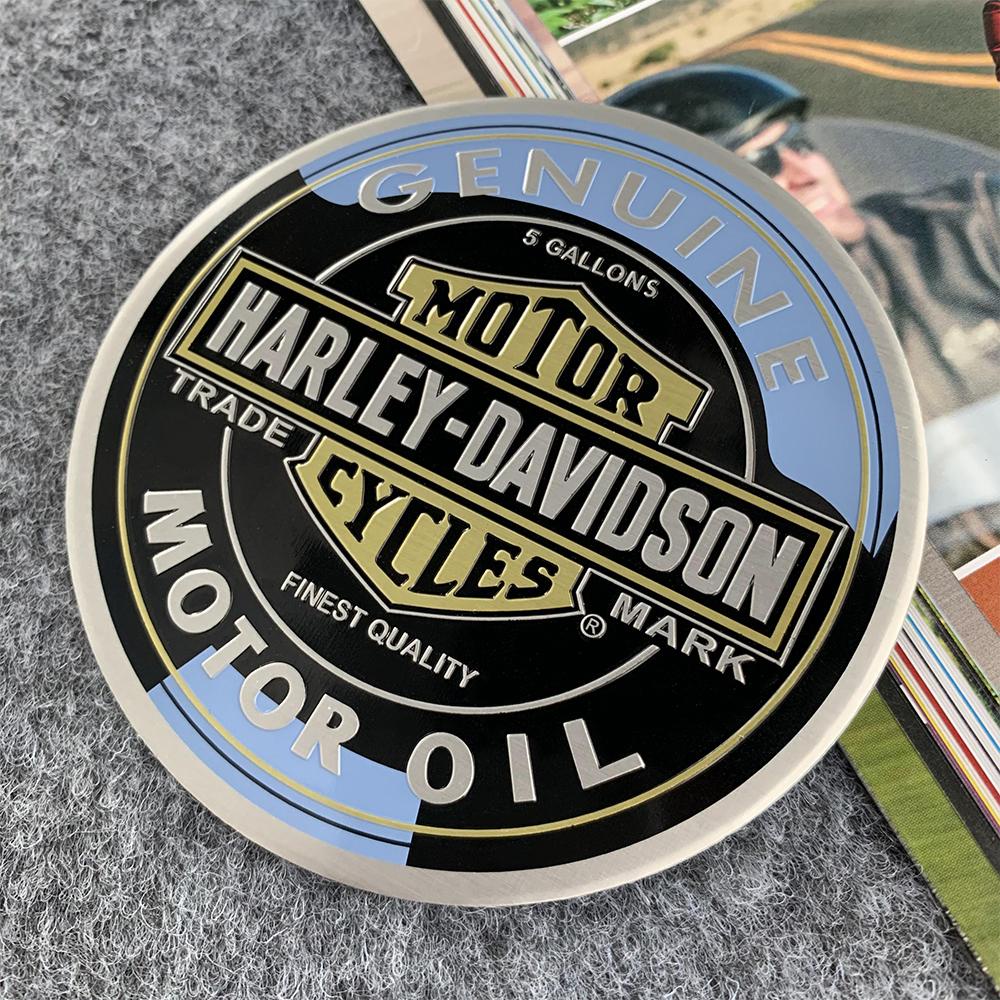 GENUINE
5 GALLONS
MOTOR
HARLEY-DAVIDSON
CYCLES
TRADE MARK
®
FINEST QUALITY
MOTOR OIL